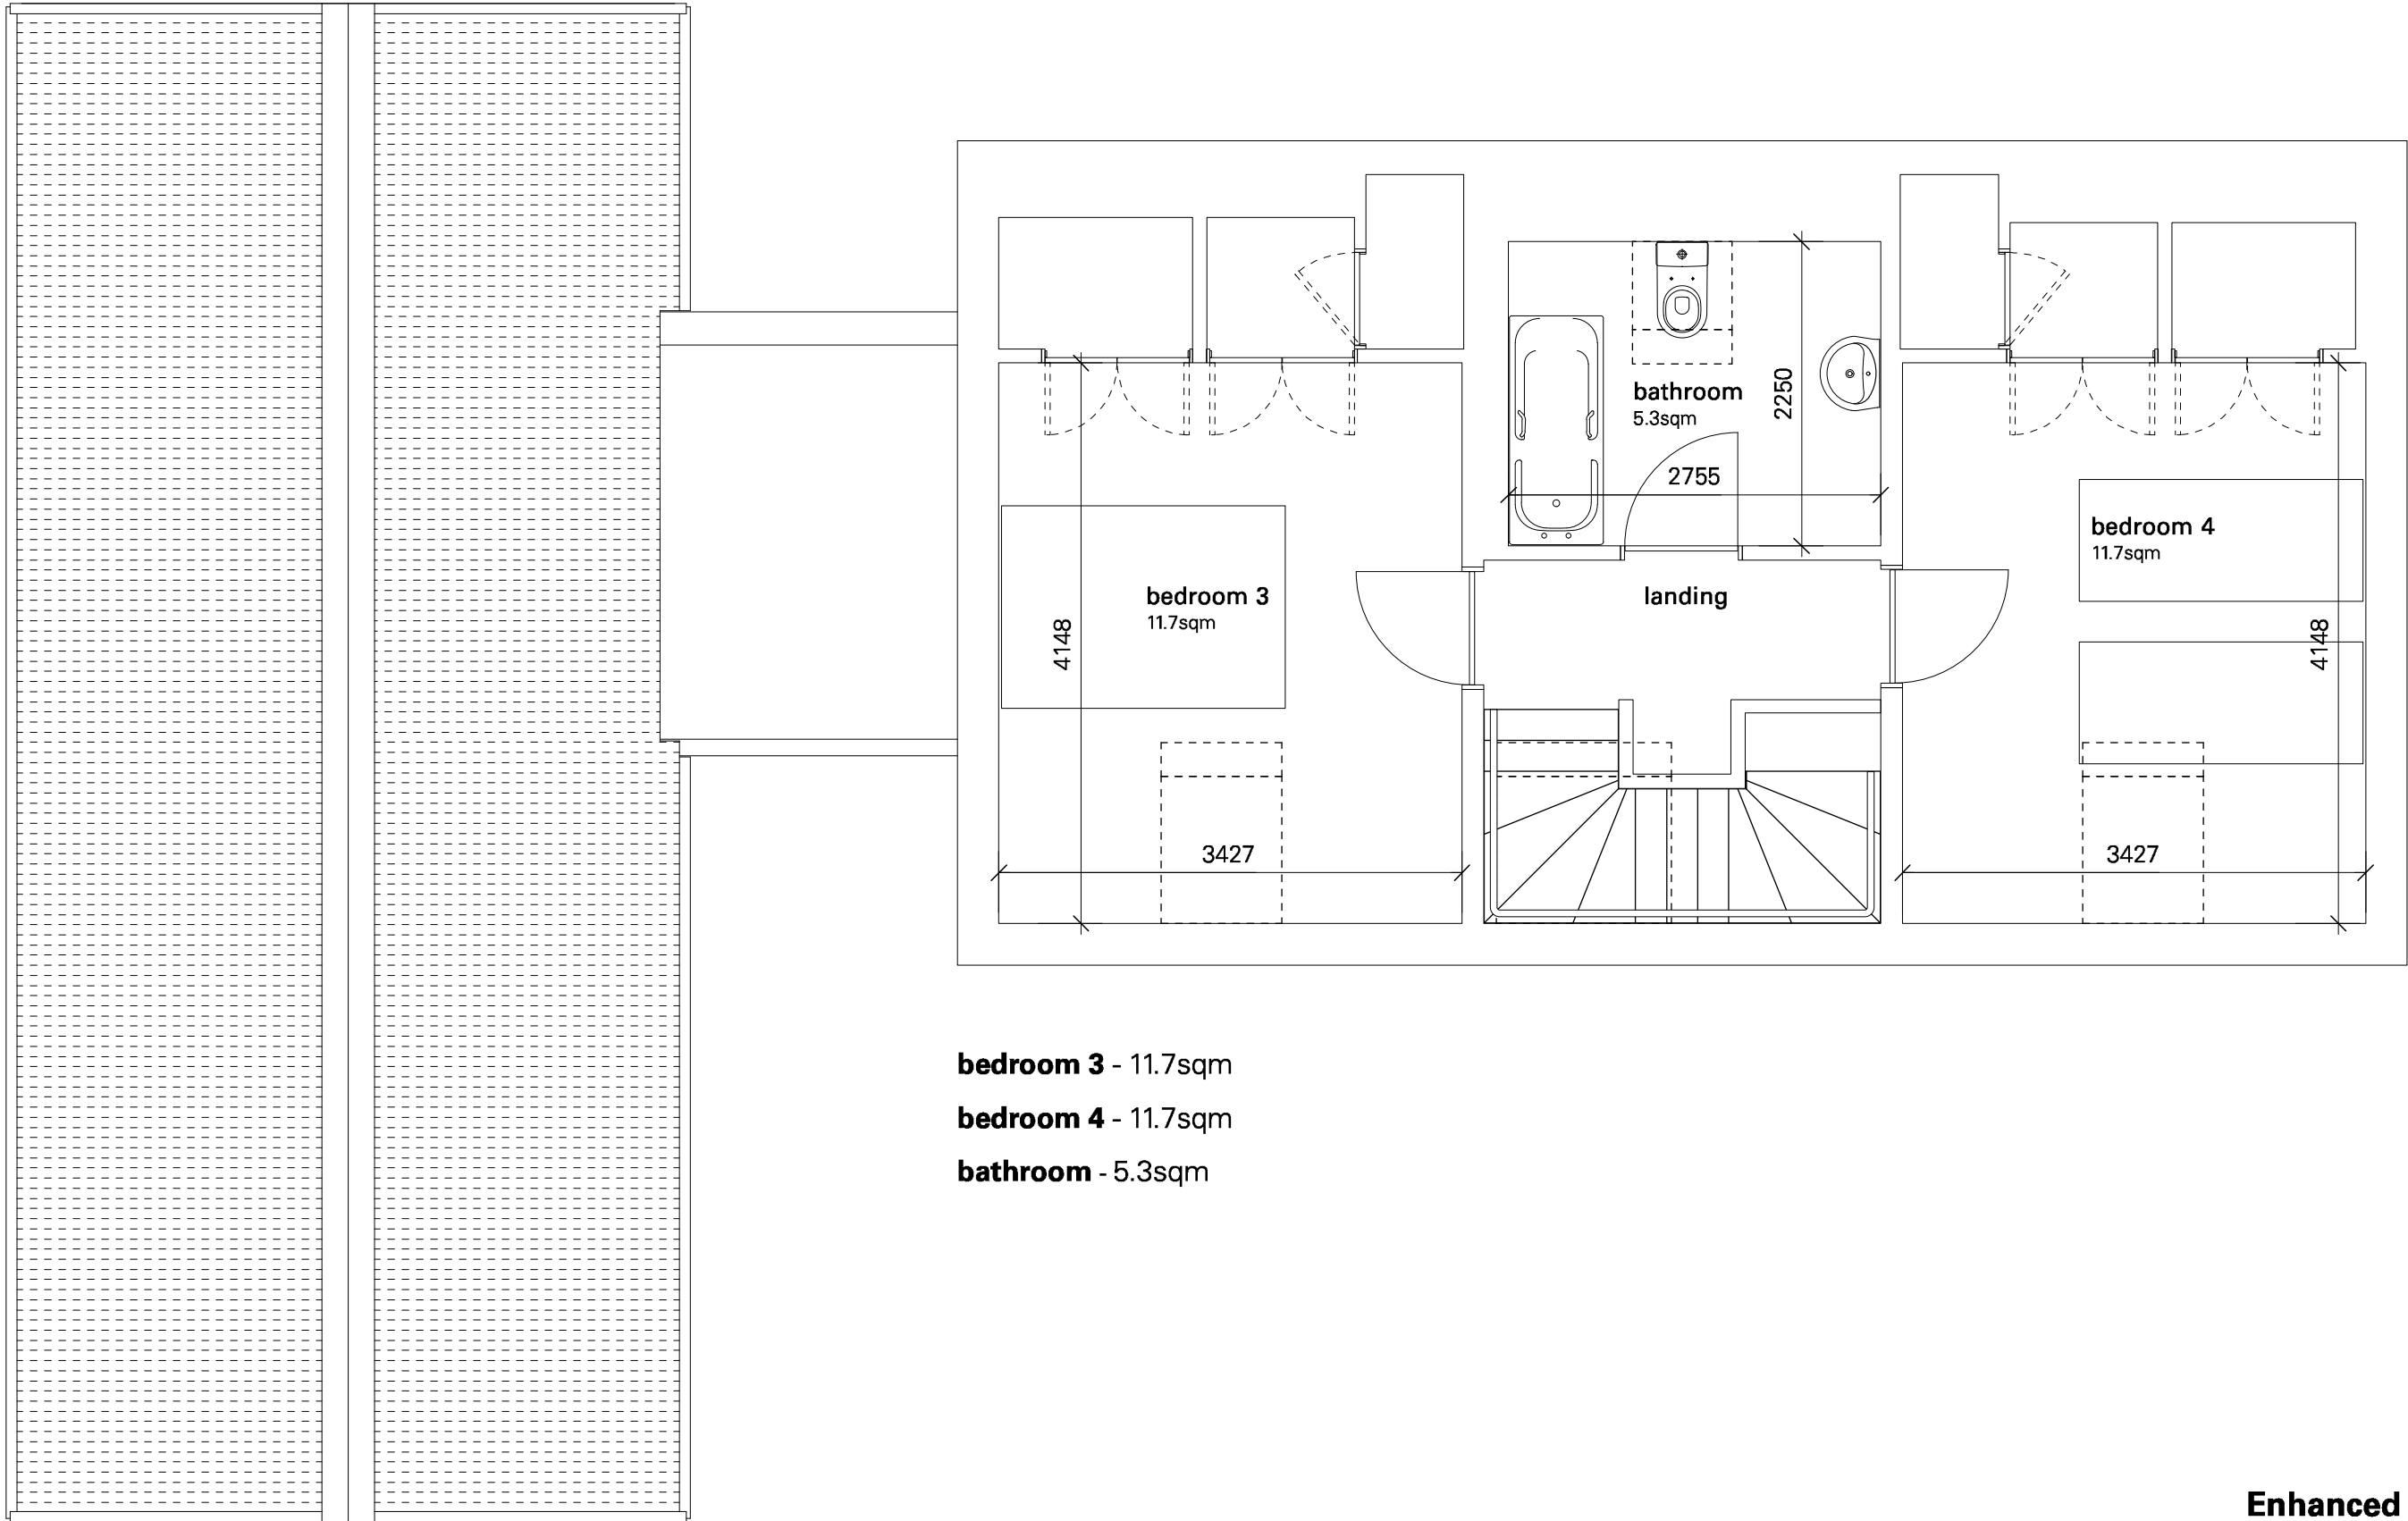 bathroom
5.3sqm
2250
2755
bedroom 4
11.7sqm
bedroom 3
11.7sqm
landing
4148
4148
3427
3427
bedroom 3 - 11.7sqm
bedroom 4 - 11.7sqm
bathroom - 5.3sqm
Enhanced